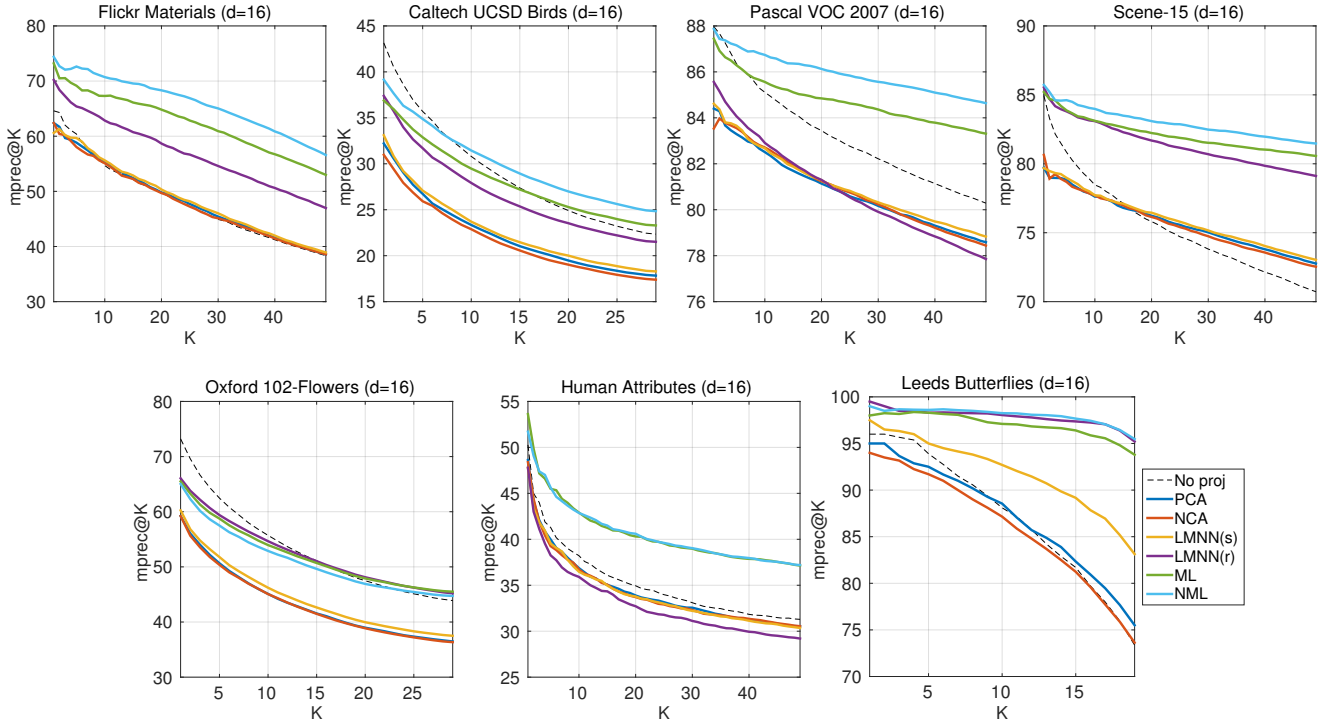 Flickr Materials (d=16)
mprec@K
80
70
60
50
40
30
10
20
30
40
K
Caltech UCSD Birds (d=16)
mprec@K
45
40
35
30
25
20
15
5
10
15
20
25
K
Pascal VOC 2007 (d=16)
mprec@K
88
86
84
82
80
78
76
10
20
30
40
K
Scene-15 (d=16)
mprec@K
90
85
80
75
70
10
20
30
40
K
Oxford 102-Flowers (d=16)
mprec@K
80
70
60
50
40
30
5
10
15
20
25
K
Human Attributes (d=16)
mprec@K
55
50
45
40
35
30
25
10
20
30
40
K
Leeds Butterflies (d=16)
mprec@K
100
95
90
85
80
75
70
5
10
15
K
No proj
PCA
NCA
LMNN(s)
LMNN(r)
ML
NML